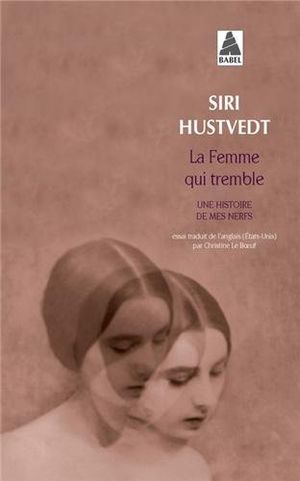 BABEL
SIRI
HUSTVEDT
La Femme
qui tremble
UNE HISTOIRE
DE MES NERFS
essai traduit de l'anglais (États-Unis)
par Christine Le Bœuf